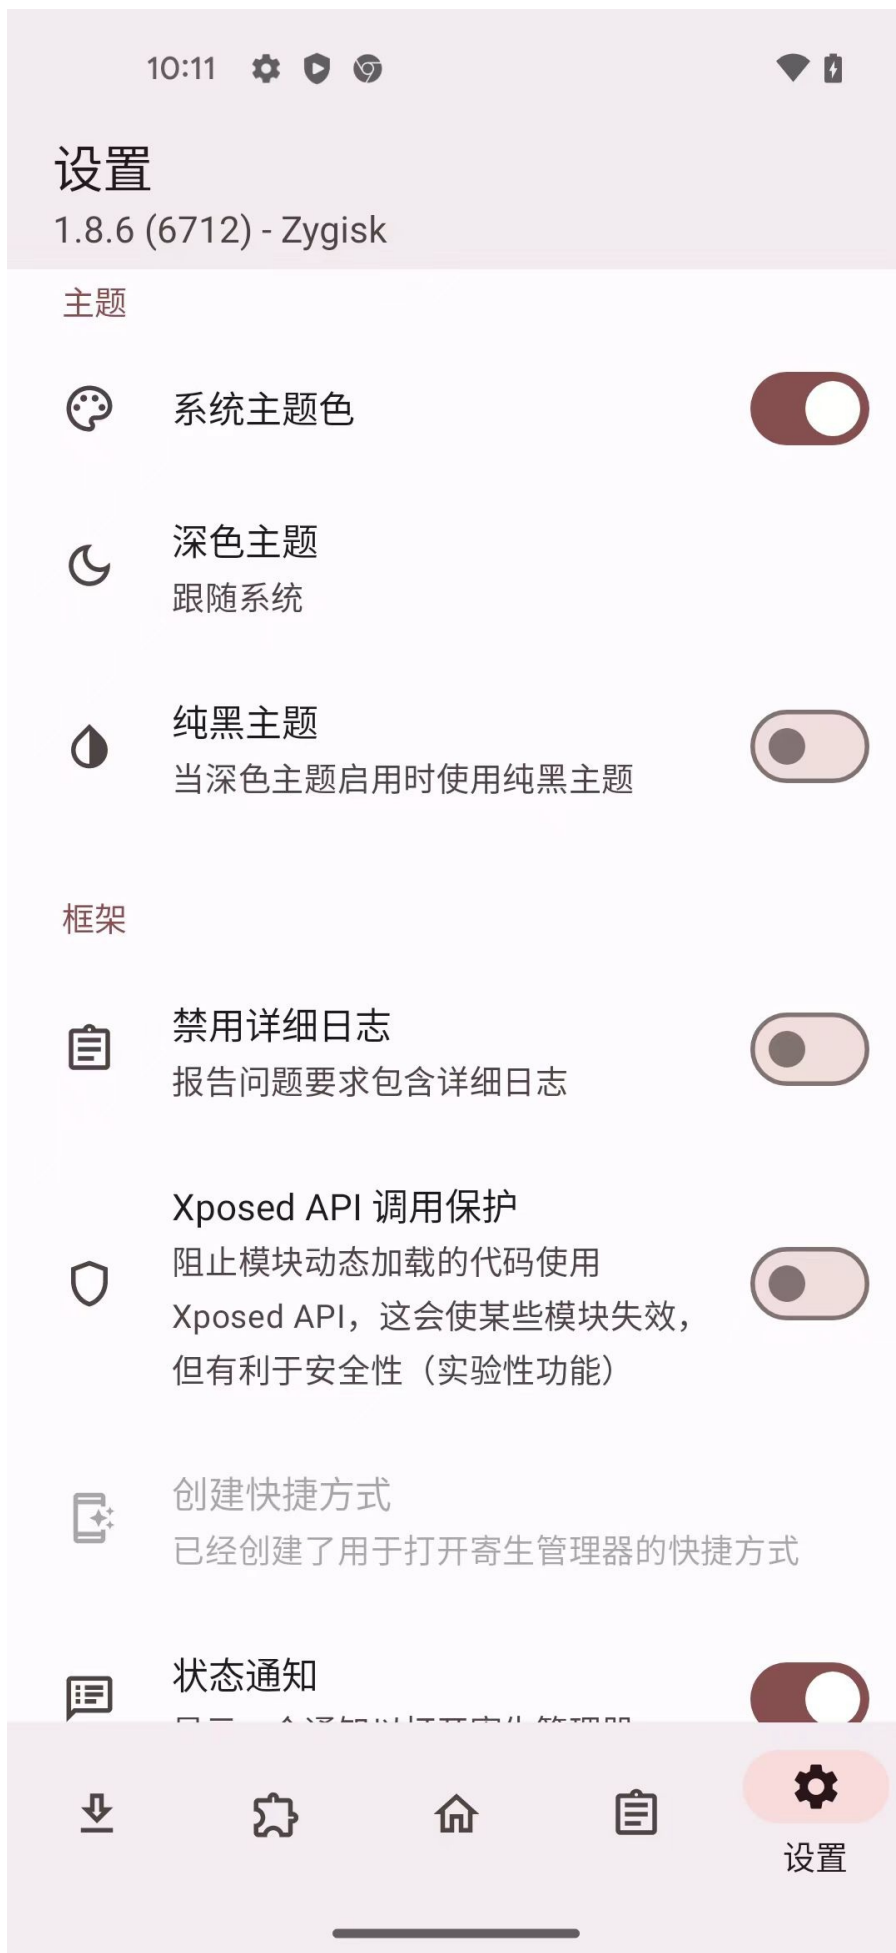 10:11
设置
1.8.6 (6712) - Zygisk
主题
系统主题色
深色主题
跟随系统
纯黑主题
当深色主题启用时使用纯黑主题
框架
禁用详细日志
报告问题要求包含详细日志
Xposed API 调用保护
阻止模块动态加载的代码使用
Xposed API，这会使某些模块失效，
但有利于安全性（实验性功能）
创建快捷方式
已经创建了用于打开寄生管理器的快捷方式
状态通知
设置